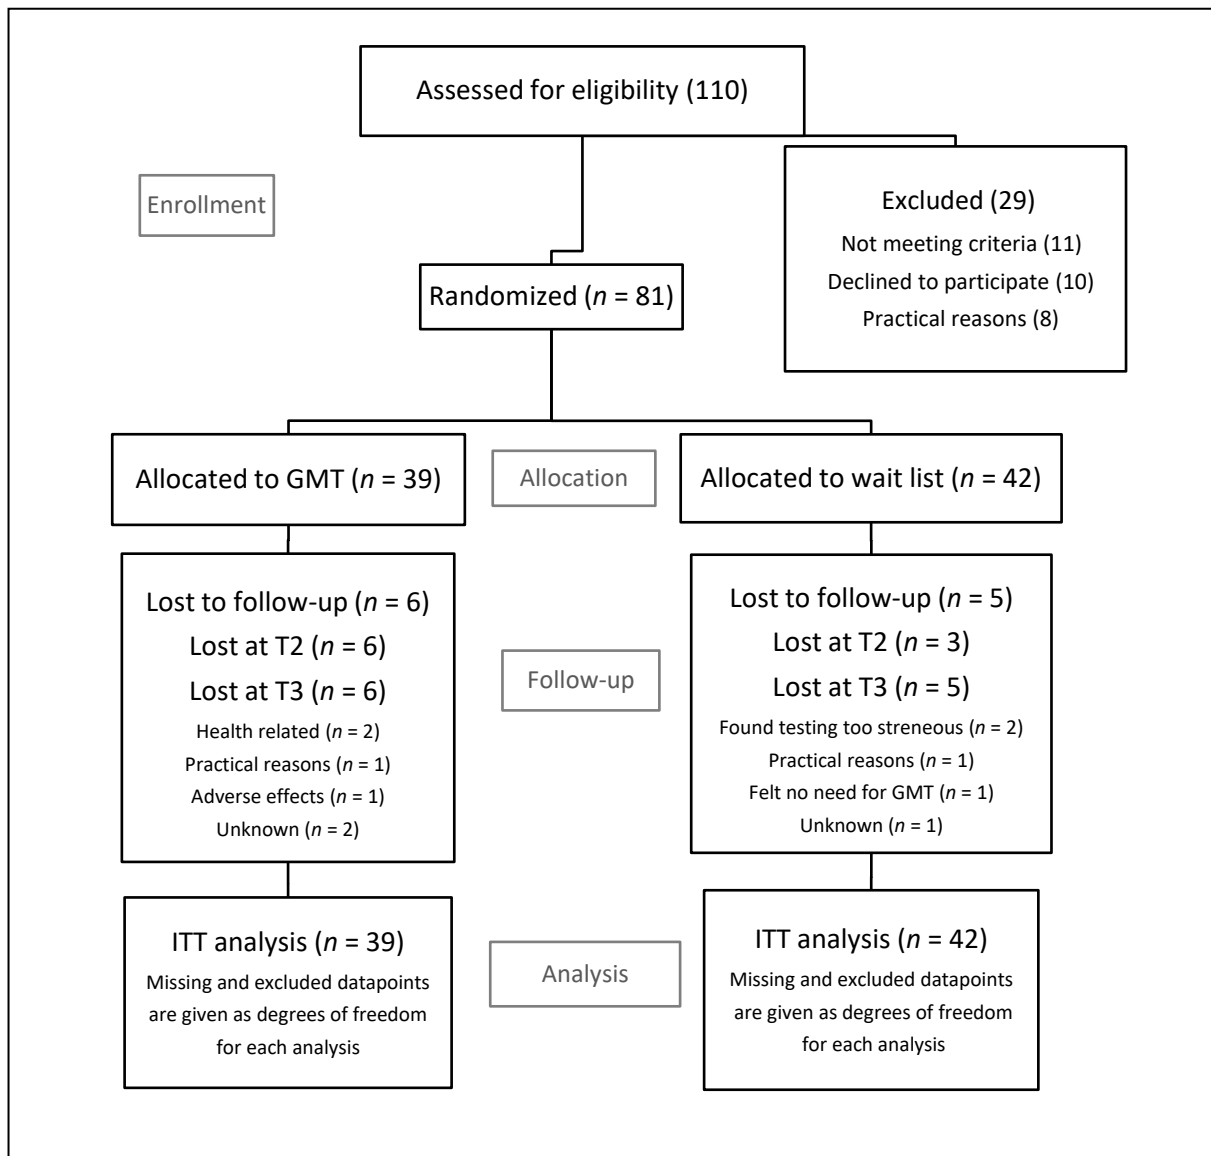 Assessed for eligibility (110)
Enrollment
Excluded (29)
Not meeting criteria (11)
Declined to participate (10)
Practical reasons (8)
Randomized (n = 81)
Allocated to GMT (n = 39)
Allocation
Allocated to wait list (n = 42)
Lost to follow-up (n = 6)
Lost at T2 (n = 6)
Lost at T3 (n = 6)
Health related (n = 2)
Practical reasons (n = 1)
Adverse effects (n = 1)
Unknown (n = 2)
Follow-up
Lost to follow-up (n = 5)
Lost at T2 (n = 3)
Lost at T3 (n = 5)
Found testing too streneous (n = 2)
Practical reasons (n = 1)
Felt no need for GMT (n = 1)
Unknown (n = 1)
ITT analysis (n = 39)
Missing and excluded datapoints
are given as degrees of freedom
for each analysis
Analysis
ITT analysis (n = 42)
Missing and excluded datapoints
are given as degrees of freedom
for each analysis